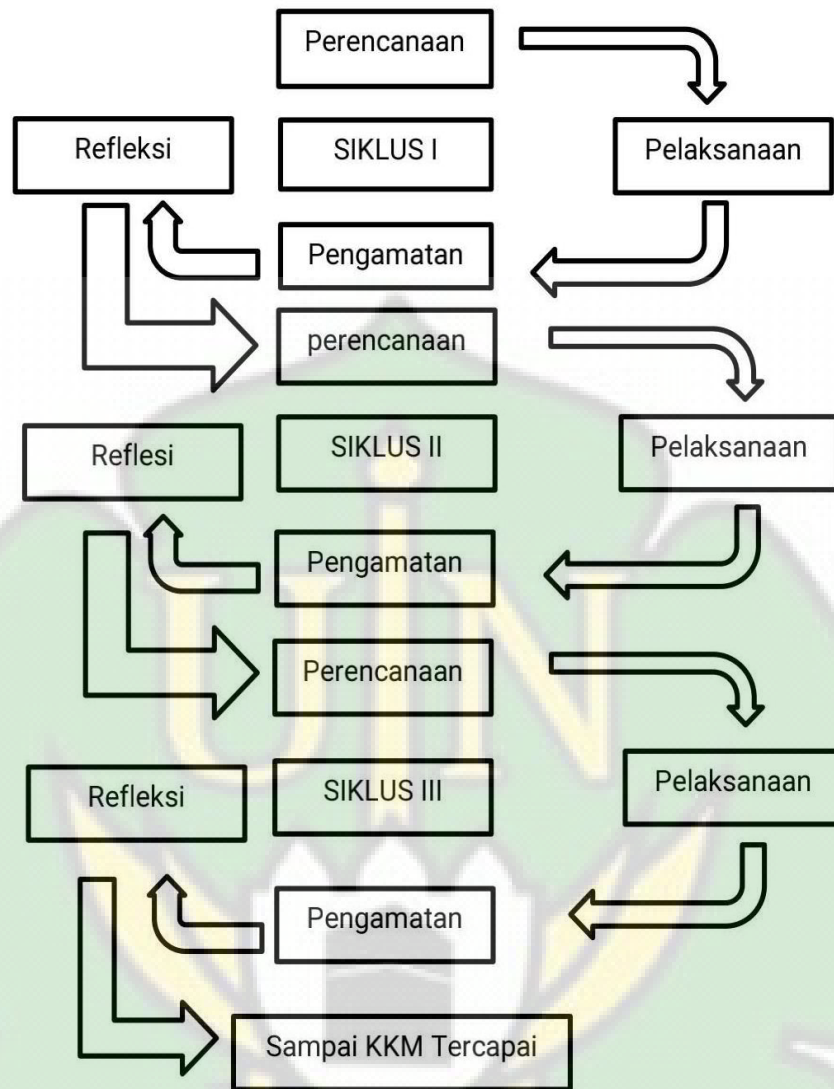 Perencanaan
Refleksi
SIKLUS I
Pelaksanaan
Pengamatan
perencanaan
Reflesi
SIKLUS II
Pelaksanaan
Pengamatan
Perencanaan
Refleksi
SIKLUS III
Pelaksanaan
Pengamatan
Sampai KKM Tercapai
UIN